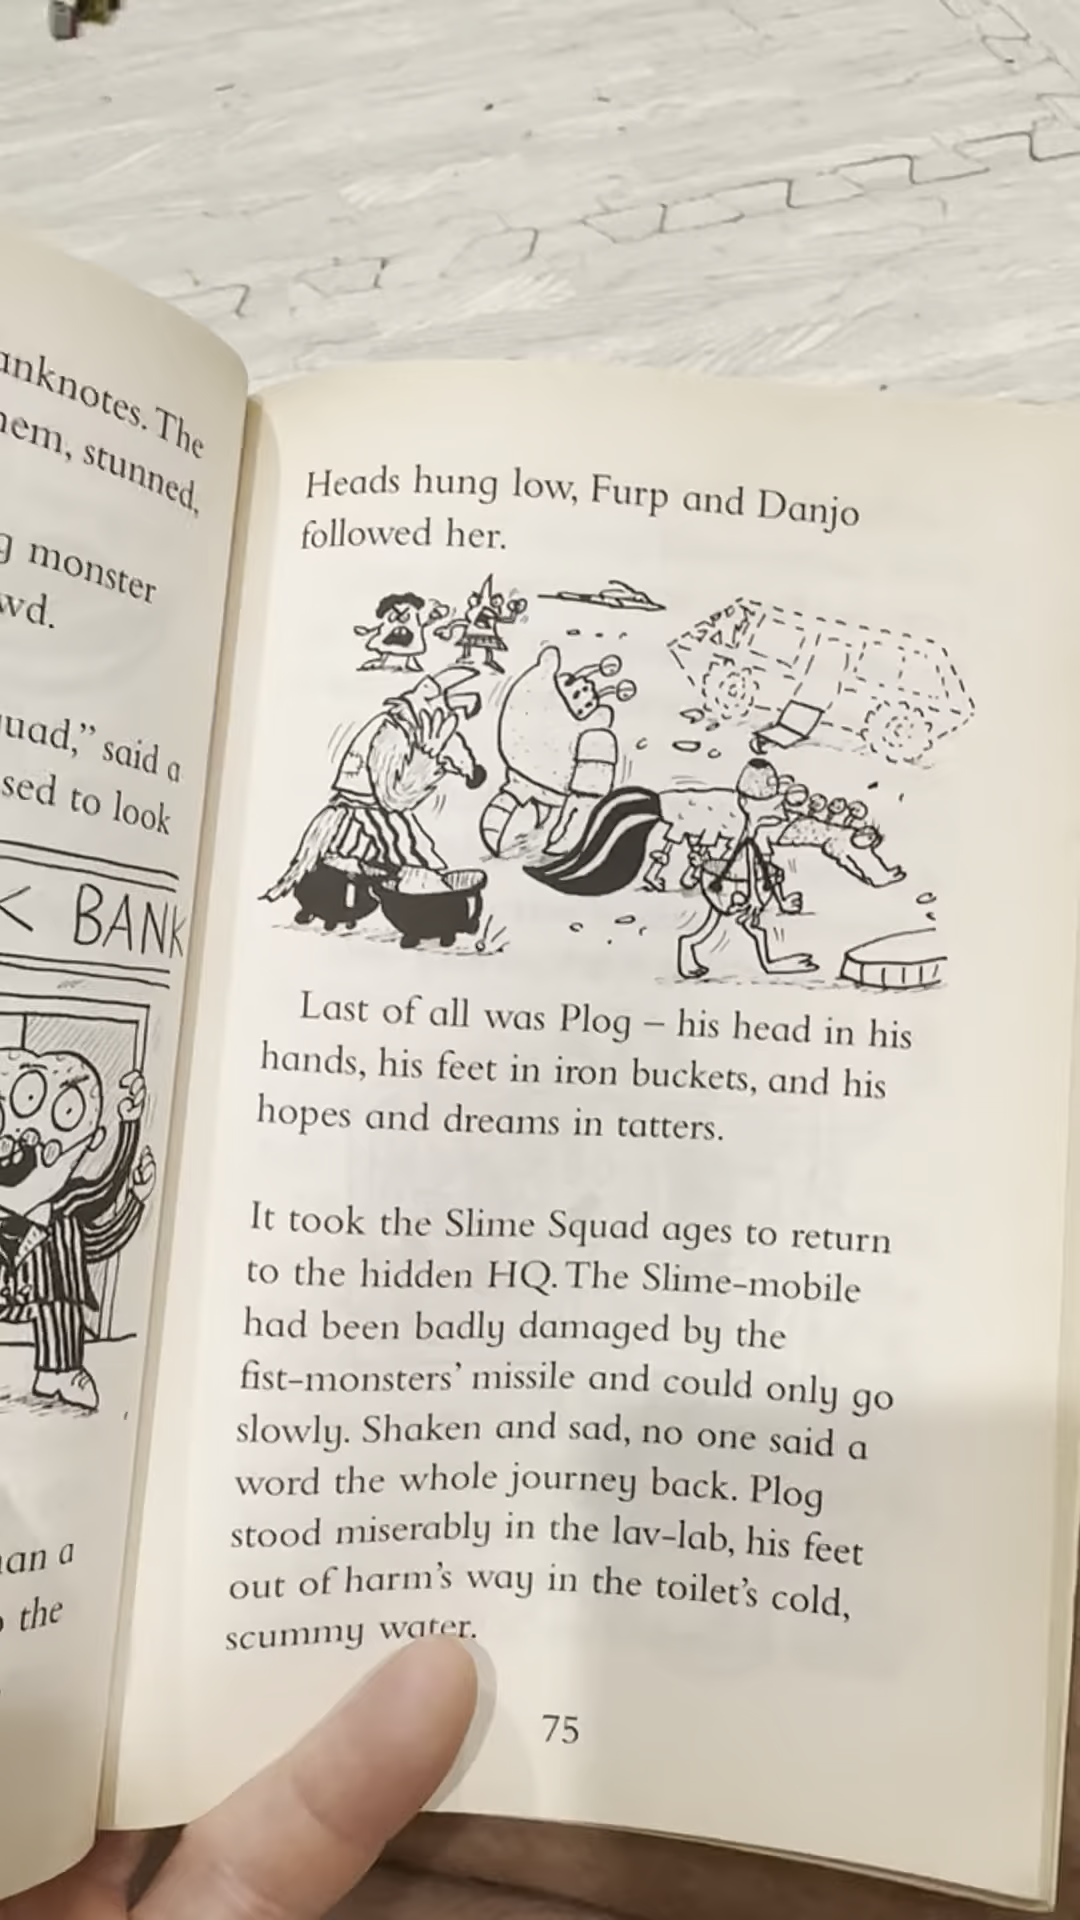 anknotes. The
hem, stunned,
g monster
wd.
quad,” said a
sed to look
BANK
an a
the
Heads hung low, Furp and Danjo
followed her.
Last of all was Plog – his head in his
hands, his feet in iron buckets, and his
hopes and dreams in tatters.
It took the Slime Squad ages to return
to the hidden HQ. The Slime-mobile
had been badly damaged by the
fist-monsters’ missile and could only go
slowly. Shaken and sad, no one said a
word the whole journey back. Plog
stood miserably in the lav-lab, his feet
out of harm’s way in the toilet’s cold,
scummy water.
75